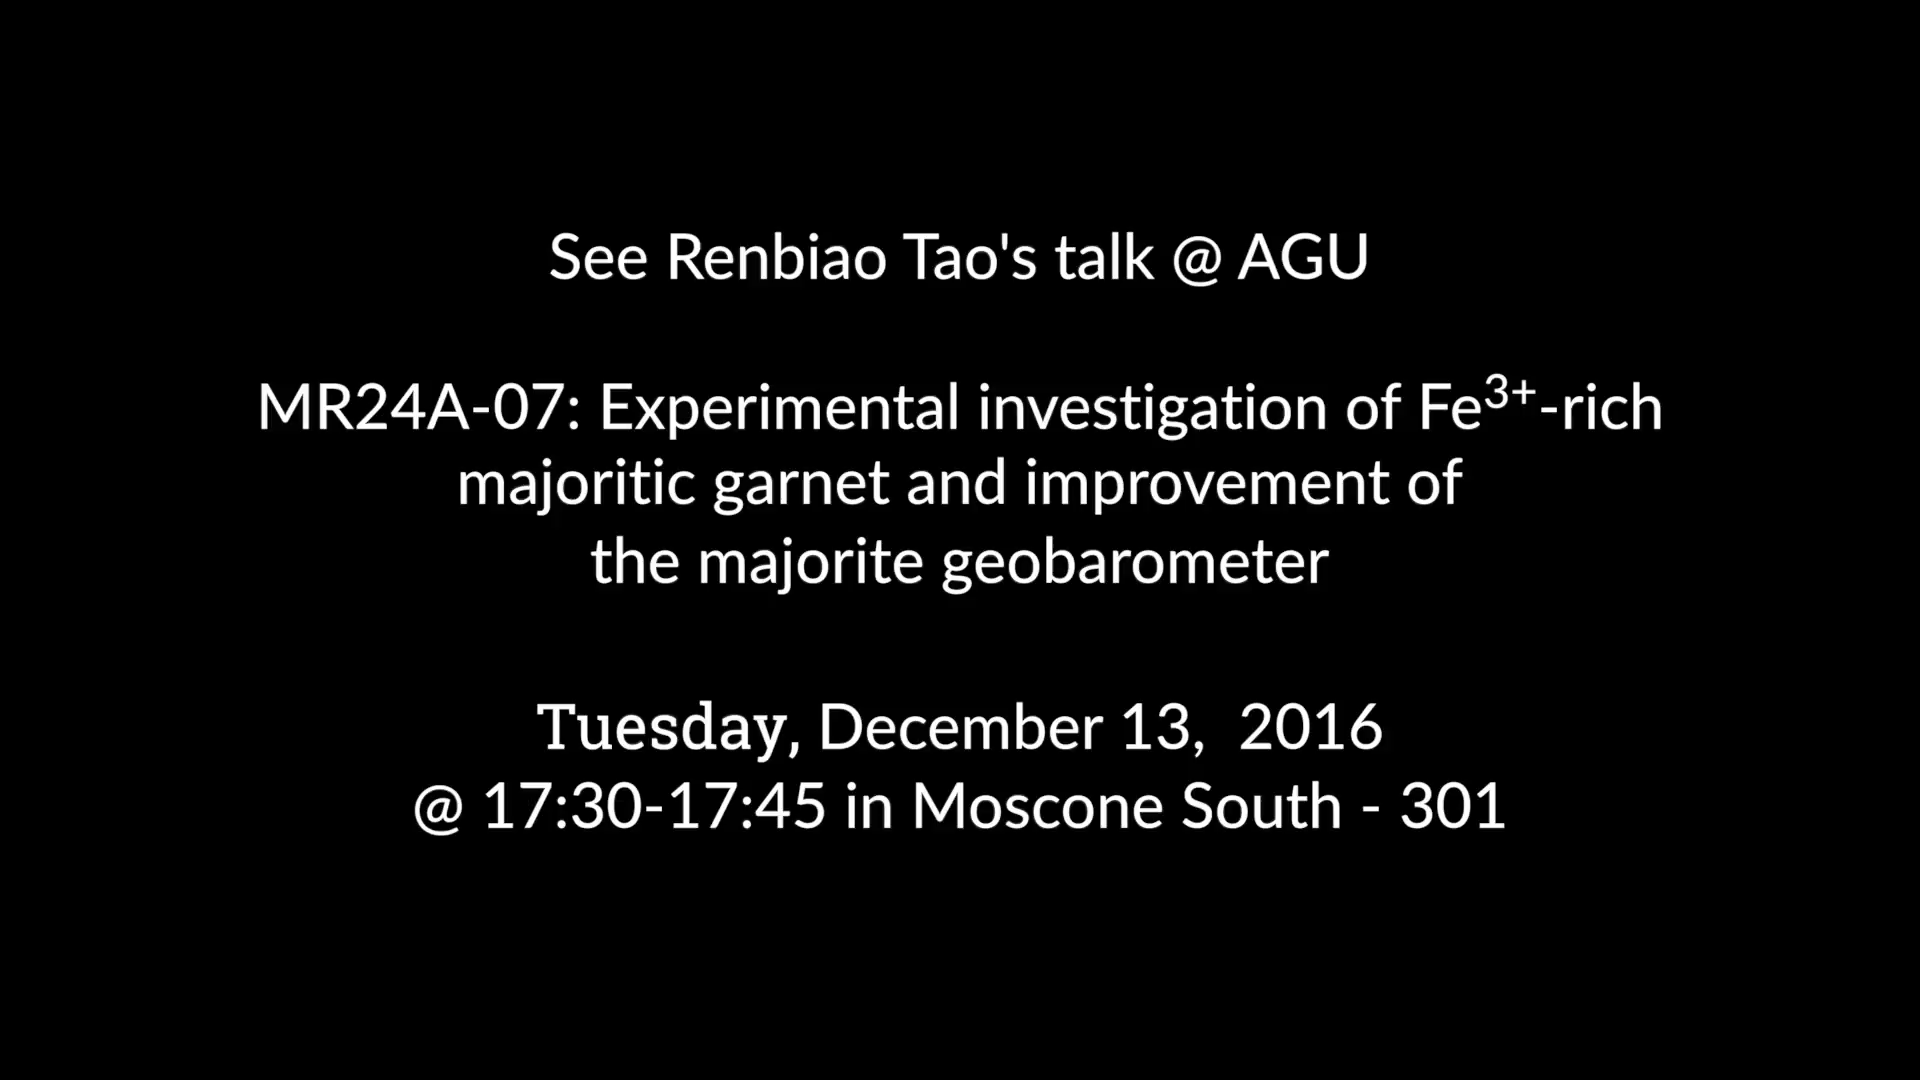 See Renbiao Tao's talk @ AGU
MR24A-07: Experimental investigation of Fe³⁺-rich
majoritic garnet and improvement of
the majorite geobarometer
Tuesday, December 13,  2016
@ 17:30-17:45 in Moscone South - 301